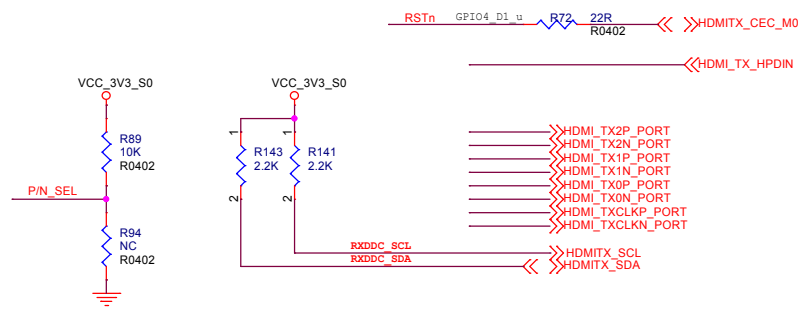 RSTn GPIO4_D1_u R72 22R HDMITX_CEC_M0
R0402
HDMI_TX_HPDIN
VCC_3V3_S0 VCC_3V3_S0
R89
10K
R0402
1 1
R143 R141
2.2K 2.2K
2 2
P/N_SEL
R94
NC
R0402
HDMI_TX2P_PORT
HDMI_TX2N_PORT
HDMI_TX1P_PORT
HDMI_TX1N_PORT
HDMI_TX0P_PORT
HDMI_TX0N_PORT
HDMI_TXCLKP_PORT
HDMI_TXCLKN_PORT
RXDDC_SCL HDMITX_SCL
RXDDC_SDA HDMITX_SDA